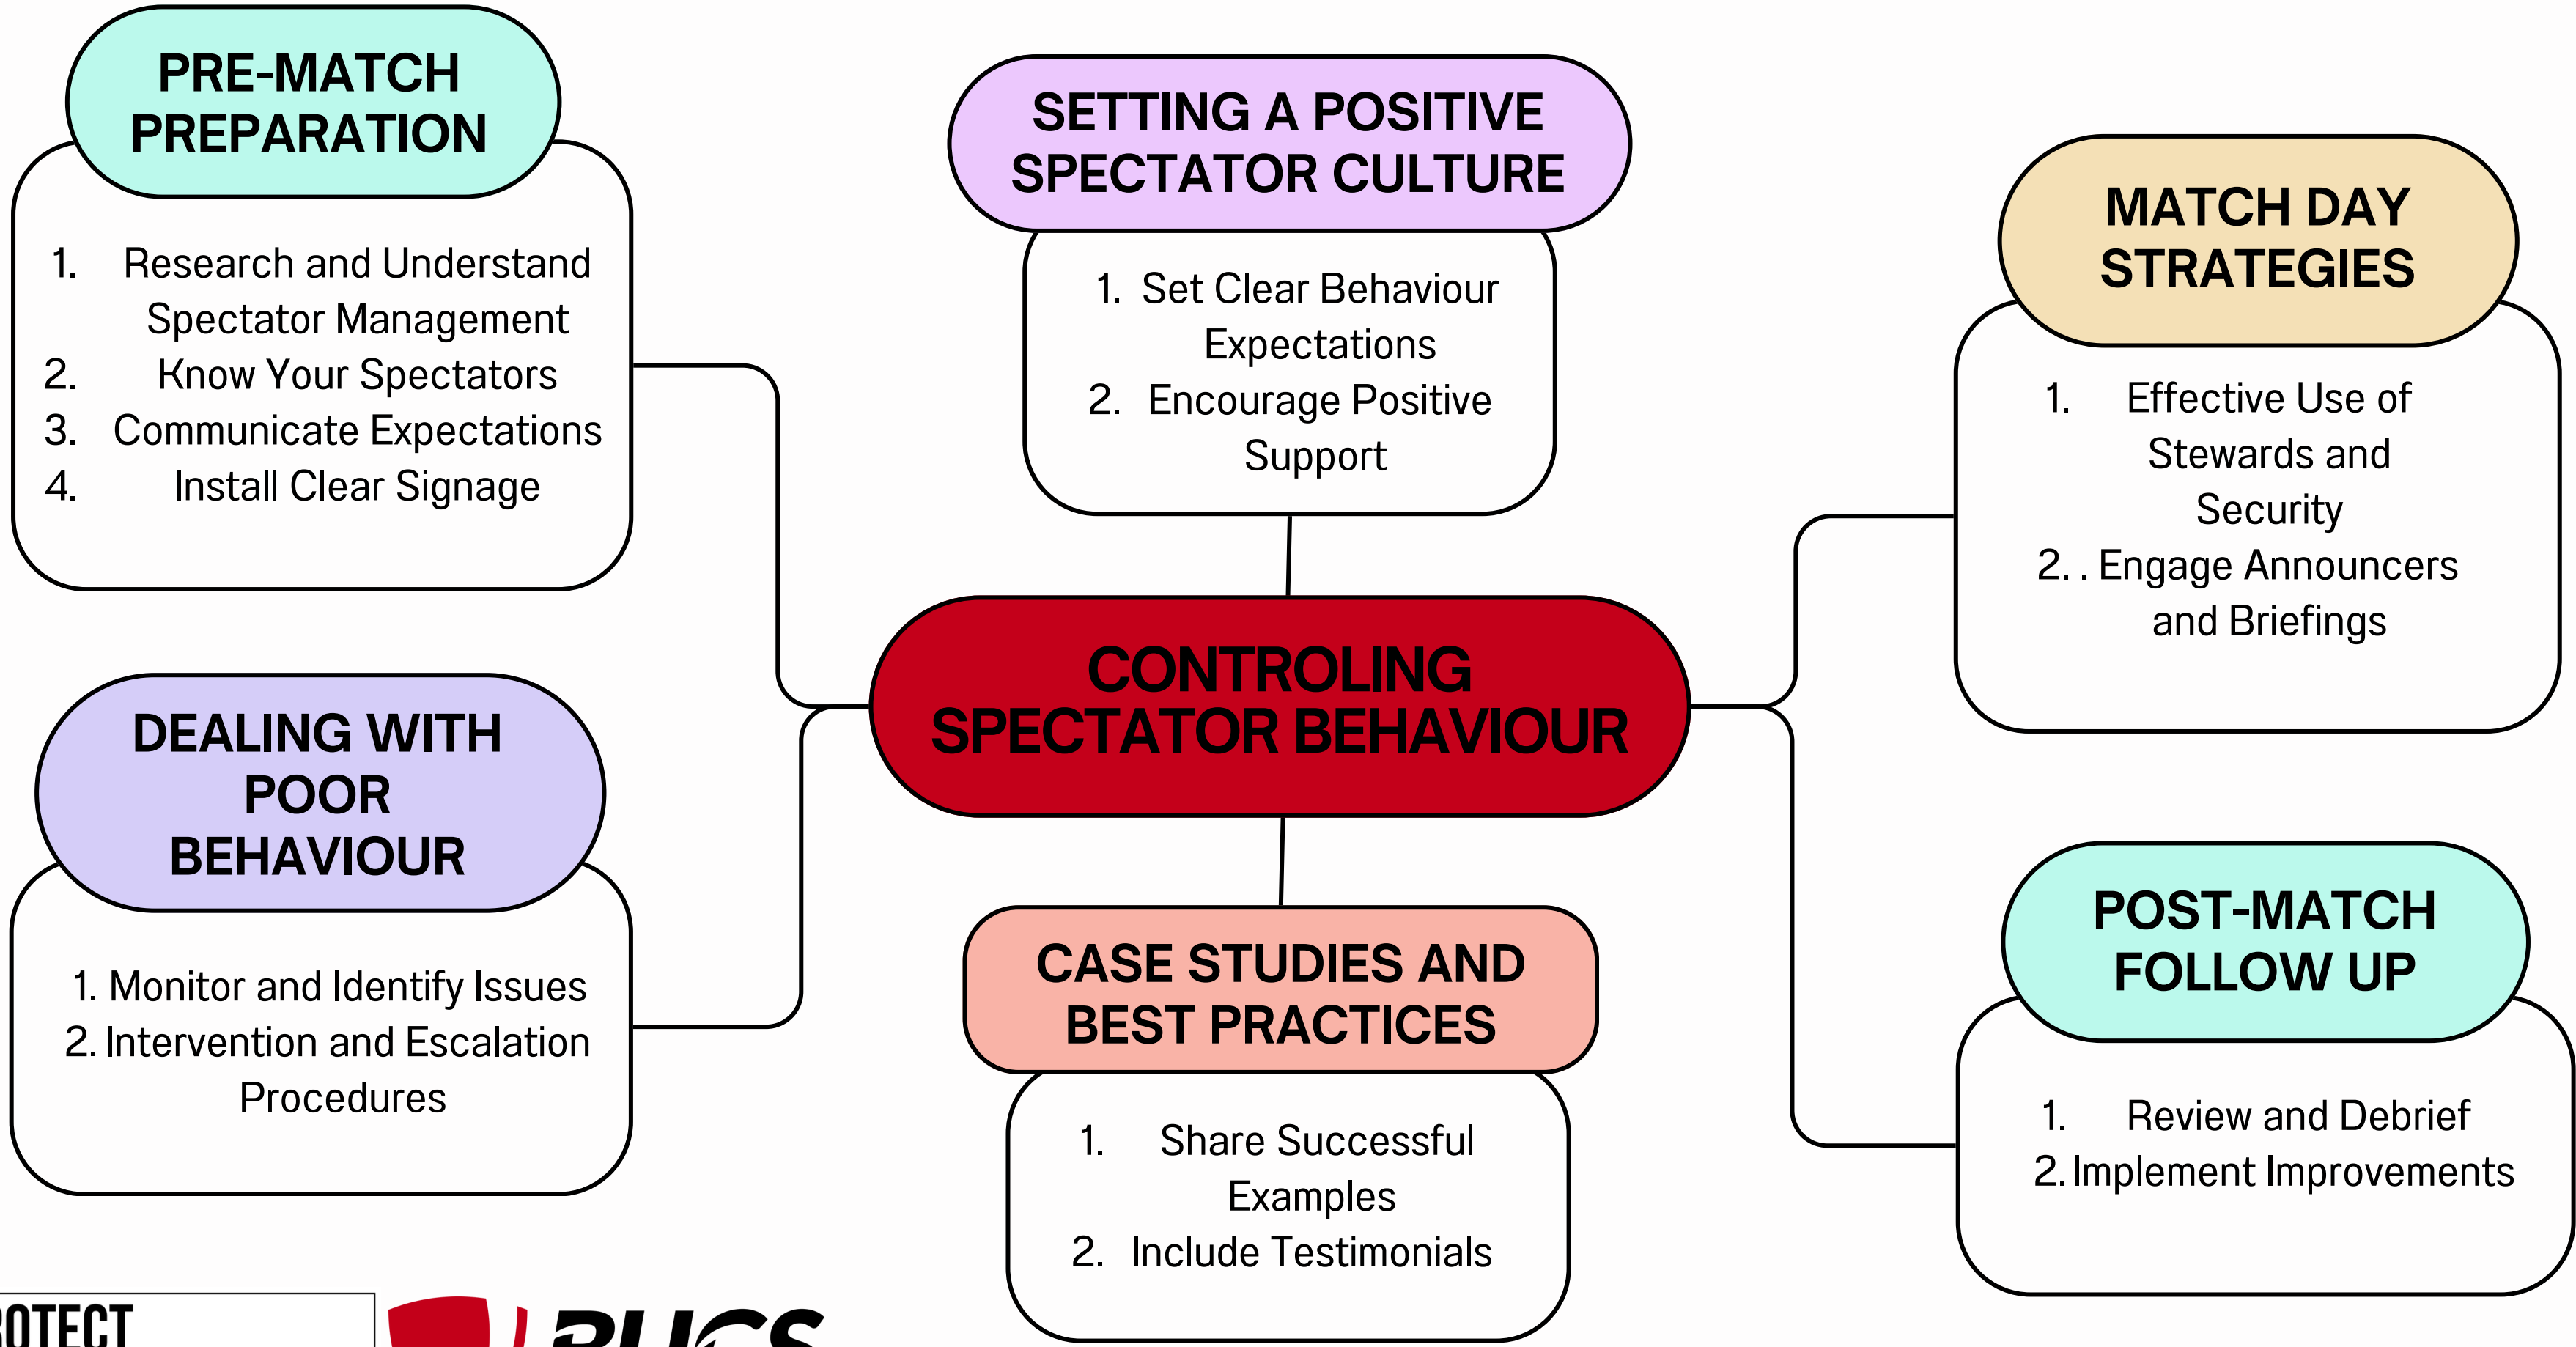 PRE-MATCH
PREPARATION
1. Research and Understand
Spectator Management
2. Know Your Spectators
3. Communicate Expectations
4. Install Clear Signage
SETTING A POSITIVE
SPECTATOR CULTURE
1. Set Clear Behaviour
Expectations
2. Encourage Positive
Support
MATCH DAY
STRATEGIES
1. Effective Use of
Stewards and
Security
2. . Engage Announcers
and Briefings
CONTROLING
SPECTATOR BEHAVIOUR
DEALING WITH
POOR
BEHAVIOUR
1. Monitor and Identify Issues
2. Intervention and Escalation
Procedures
CASE STUDIES AND
BEST PRACTICES
1. Share Successful
Examples
2. Include Testimonials
POST-MATCH
FOLLOW UP
1. Review and Debrief
2. Implement Improvements
BUCS